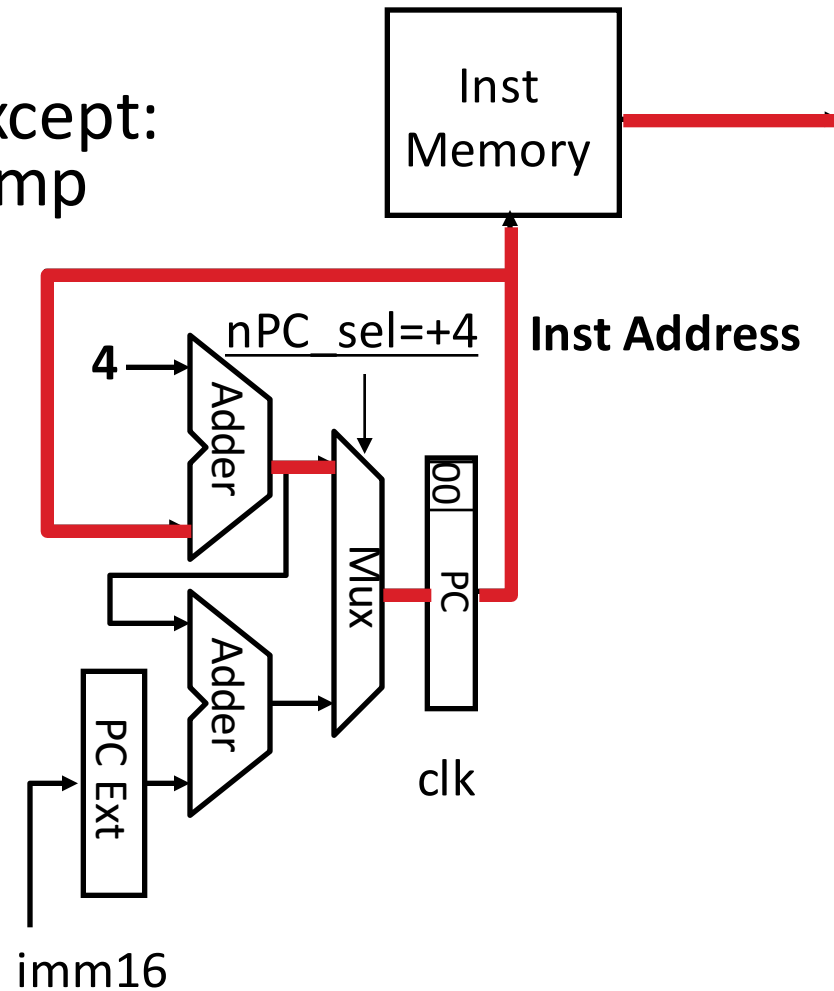 xcept:
mp
Inst
Memory
nPC_sel=+4
Inst Address
4
Adder
00
Mux
PC
Adder
PC Ext
clk
imm16